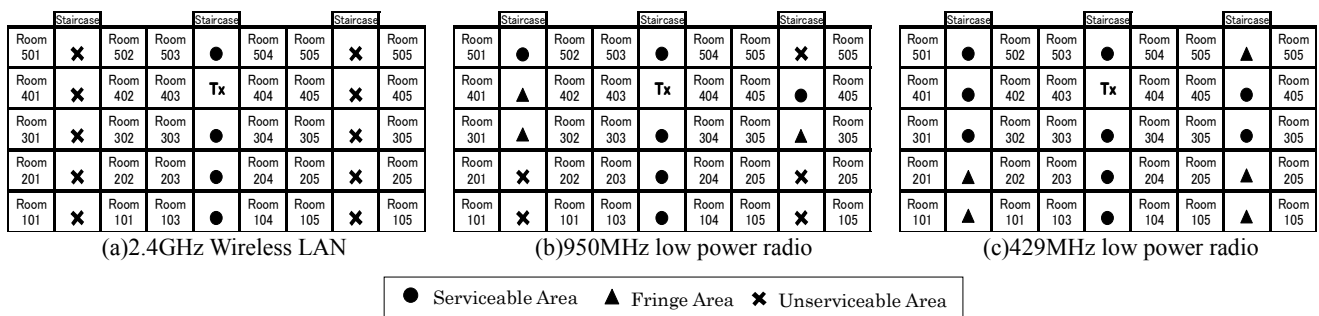 Staircase Staircase Staircase Staircase Staircase Staircase Staircase Staircase Staircase
Room 501 Room 502 Room 503 Room 504 Room 505 Room 505 Room 501 Room 502 Room 503 Room 504 Room 505 Room 505 Room 501 Room 502 Room 503 Room 504 Room 505 Room 505
Room 401 Room 402 Room 403 Tx Room 404 Room 405 Room 405 Room 401 Room 402 Room 403 Tx Room 404 Room 405 Room 405 Room 401 Room 402 Room 403 Tx Room 404 Room 405 Room 405
Room 301 Room 302 Room 303 Room 304 Room 305 Room 305 Room 301 Room 302 Room 303 Room 304 Room 305 Room 305 Room 301 Room 302 Room 303 Room 304 Room 305 Room 305
Room 201 Room 202 Room 203 Room 204 Room 205 Room 205 Room 201 Room 202 Room 203 Room 204 Room 205 Room 205 Room 201 Room 202 Room 203 Room 204 Room 205 Room 205
Room 101 Room 101 Room 103 Room 104 Room 105 Room 105 Room 101 Room 101 Room 103 Room 104 Room 105 Room 105 Room 101 Room 101 Room 103 Room 104 Room 105 Room 105
(a)2.4GHz Wireless LAN (b)950MHz low power radio (c)429MHz low power radio
Serviceable Area Fringe Area Unserviceable Area